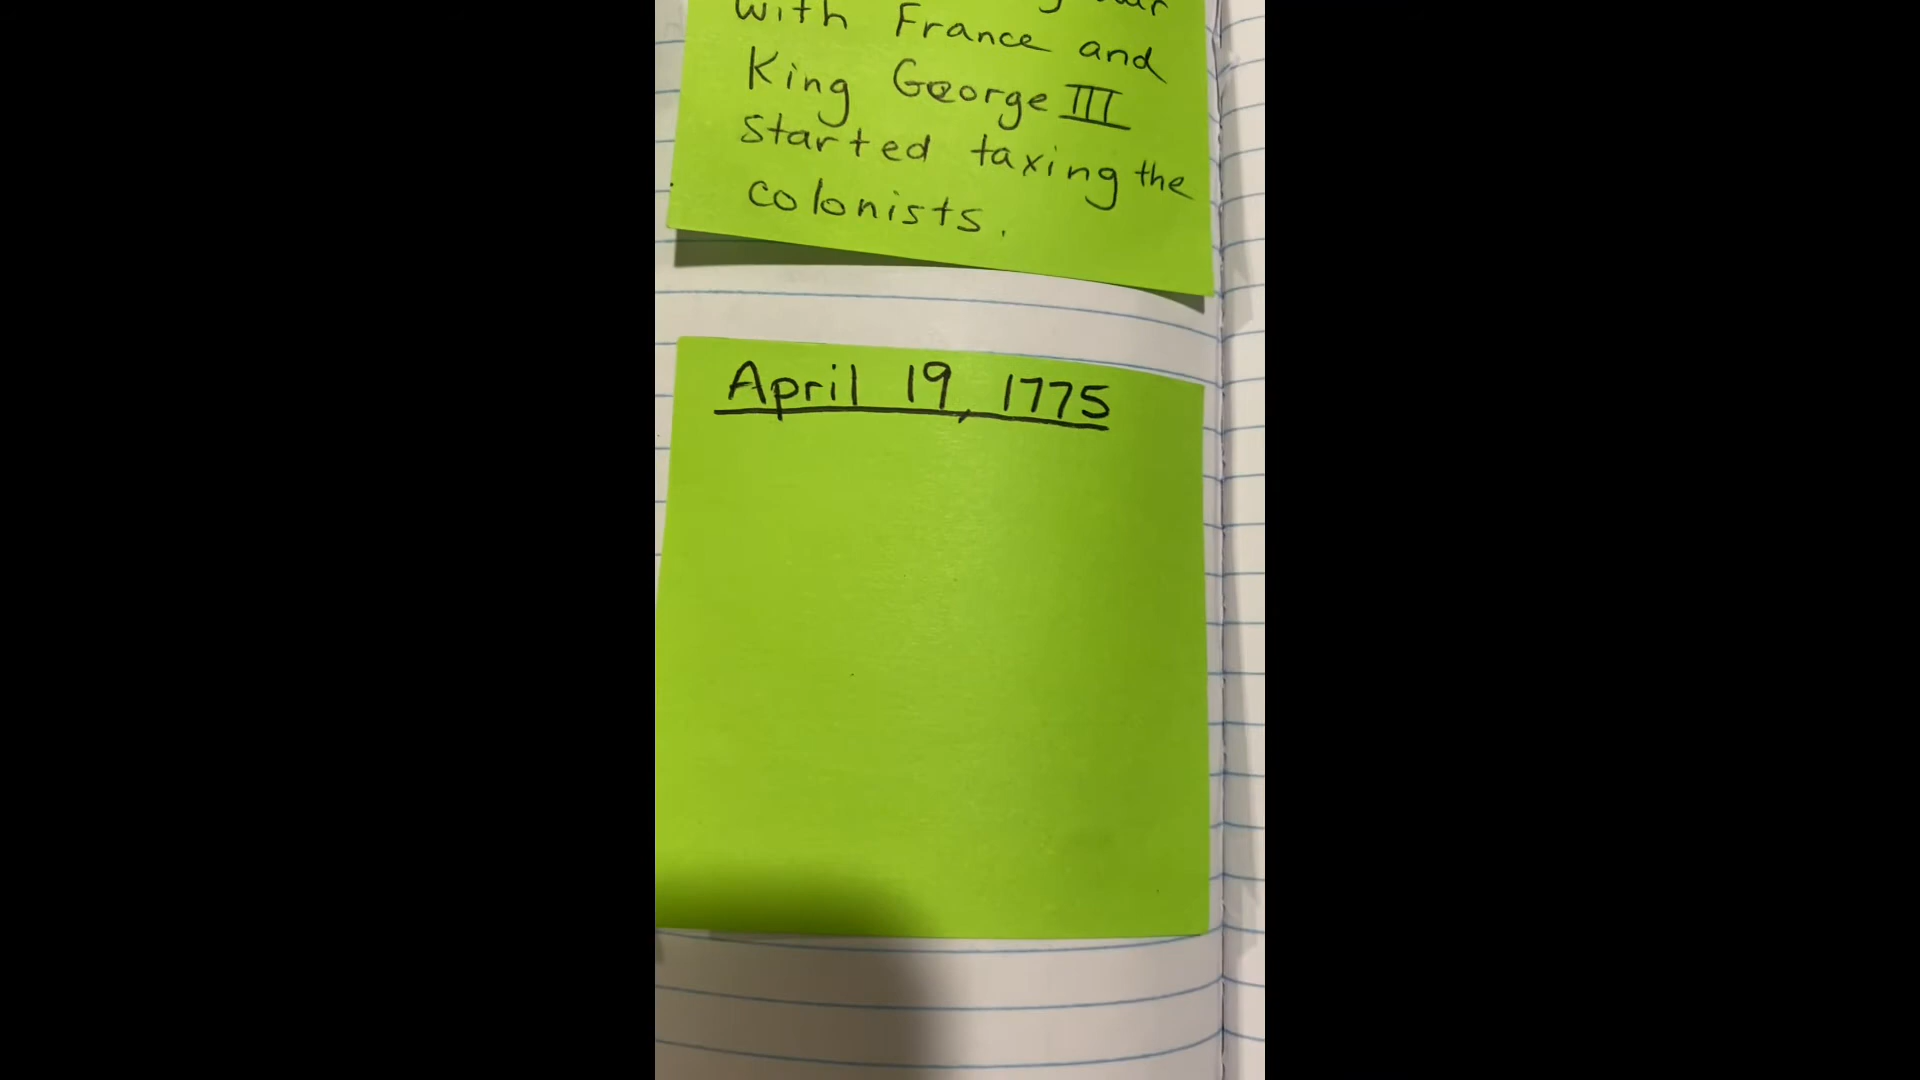 with France and
King George III
started taxing the
colonists.
April 19, 1775